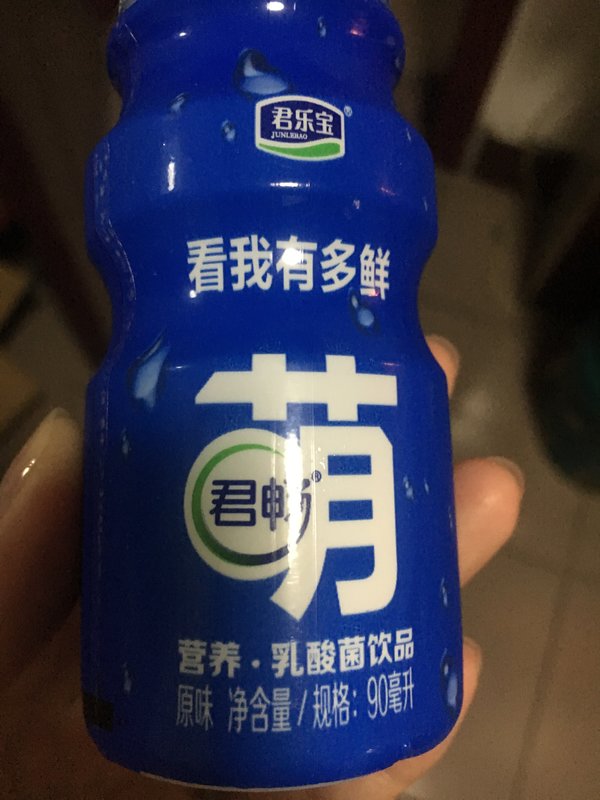 君乐宝®
JUNLEBAO
看我有多鲜
萌
君畅®
营养·乳酸菌饮品
原味 净含量/规格：90毫升